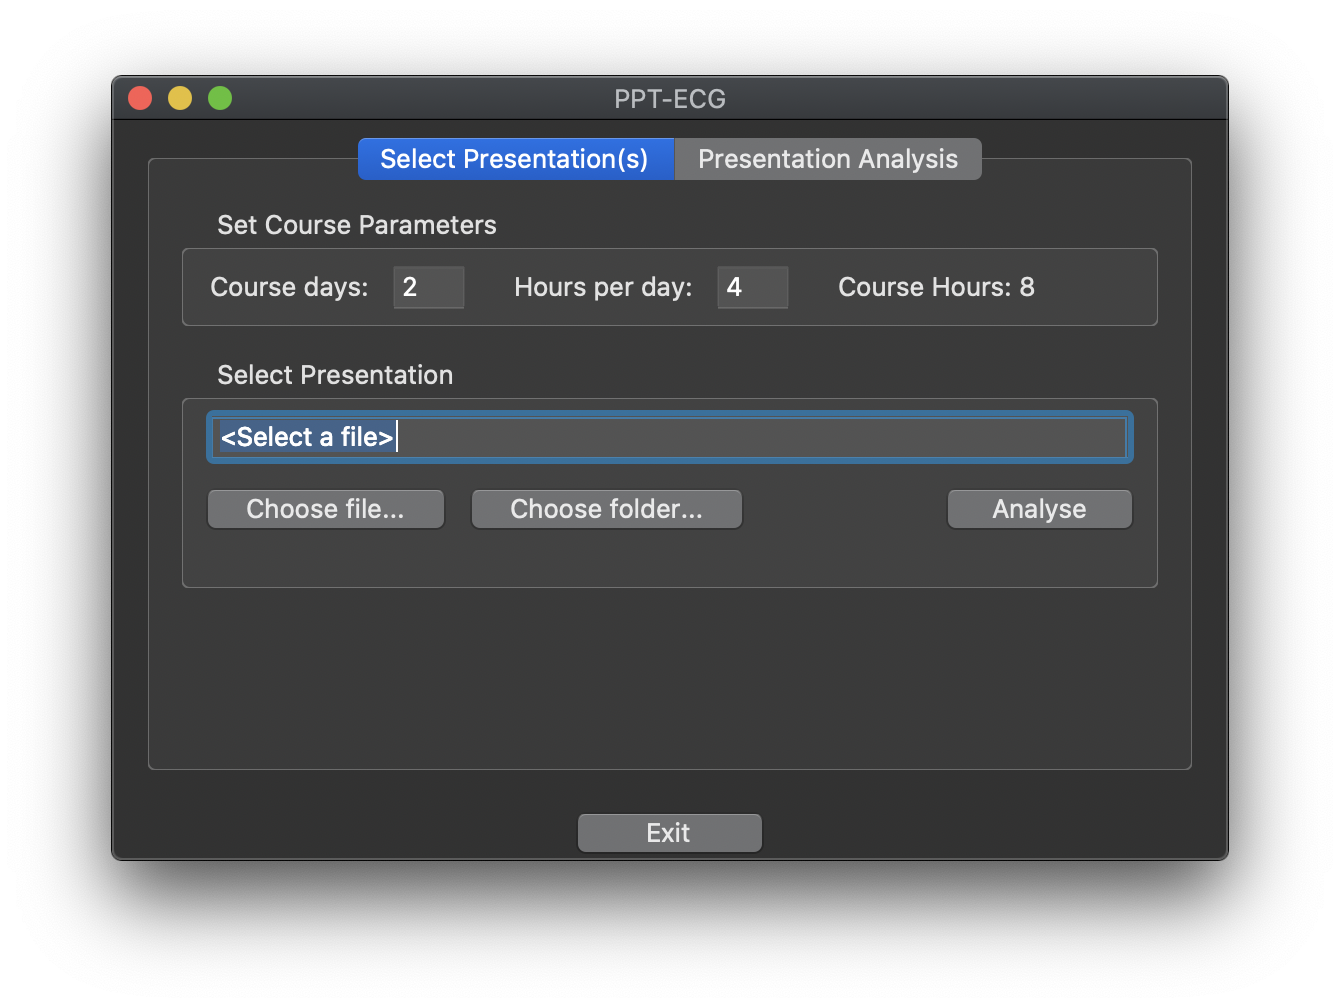 PPT-ECG
Select Presentation(s) Presentation Analysis
Set Course Parameters
Course days: 2 Hours per day: 4 Course Hours: 8
Select Presentation
<Select a file>
Choose file... Choose folder... Analyse
Exit